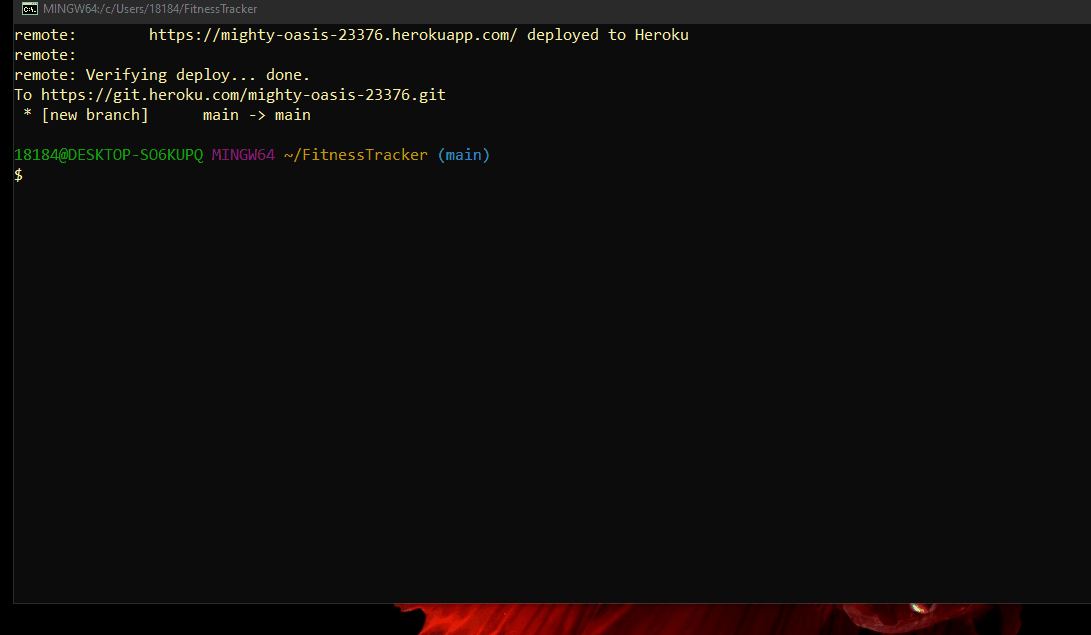 MINGW64:/c/Users/18184/FitnessTracker
remote:        https://mighty-oasis-23376.herokuapp.com/ deployed to Heroku
remote:
remote: Verifying deploy... done.
To https://git.heroku.com/mighty-oasis-23376.git
 * [new branch]      main -> main
18184@DESKTOP-SO6KUPQ MINGW64 ~/FitnessTracker (main)
$